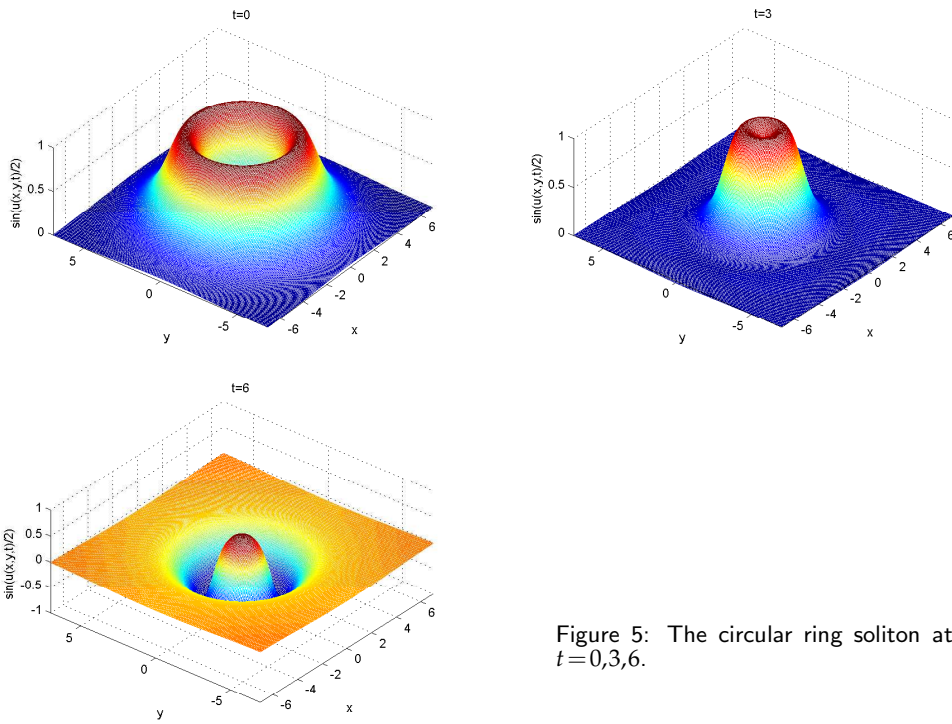 t=0
sin(u(x,y,t)/2)
1
0.5
0
5
0
-5
y
-6
-4
-2
0
2
4
6
x
t=3
sin(u(x,y,t)/2)
1
0.5
0
5
0
-5
y
-6
-4
-2
0
2
4
6
x
t=6
sin(u(x,y,t)/2)
1
0.5
0
-0.5
-1
5
0
-5
y
-6
-4
-2
0
2
4
6
x
Figure 5: The circular ring soliton at
t=0,3,6.